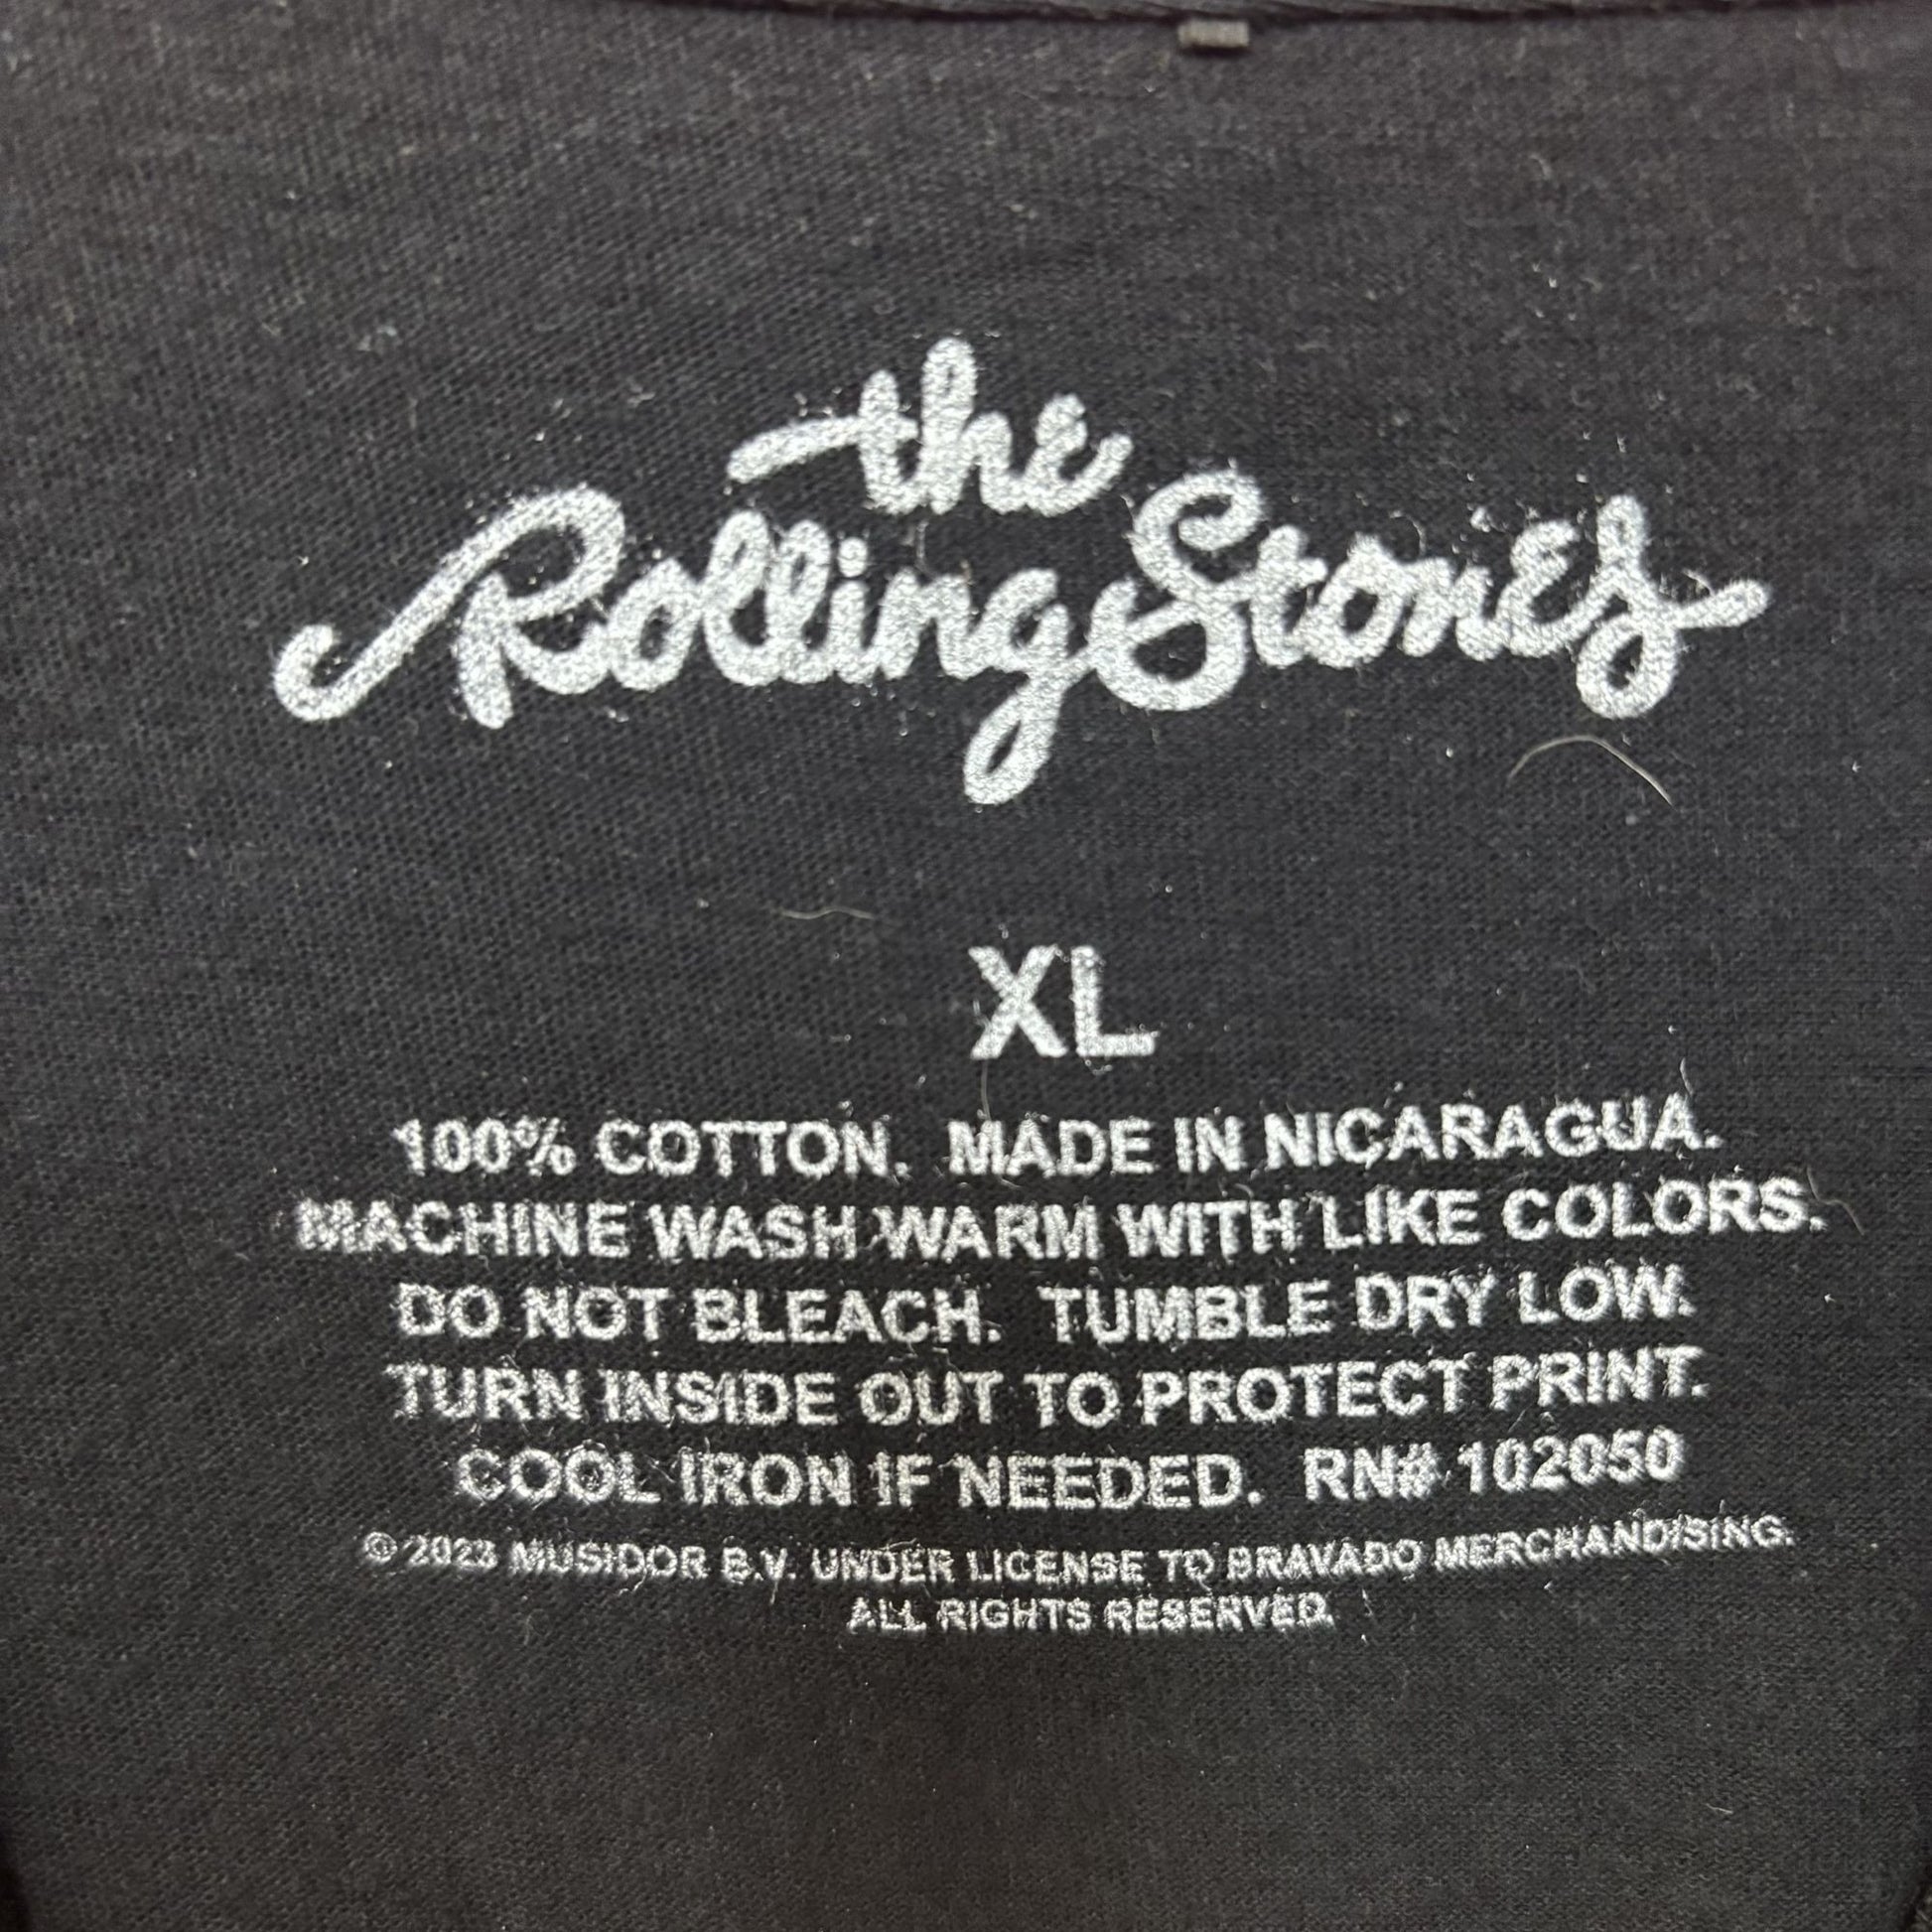 the
Rolling Stones
XL
100% COTTON. MADE IN NICARAGUA.
MACHINE WASH WARM WITH LIKE COLORS.
DO NOT BLEACH. TUMBLE DRY LOW.
TURN INSIDE OUT TO PROTECT PRINT.
COOL IRON IF NEEDED. RN# 102050
© 2023 MUSIDOR B.V. UNDER LICENSE TO BRAVADO MERCHANDISING.
ALL RIGHTS RESERVED.